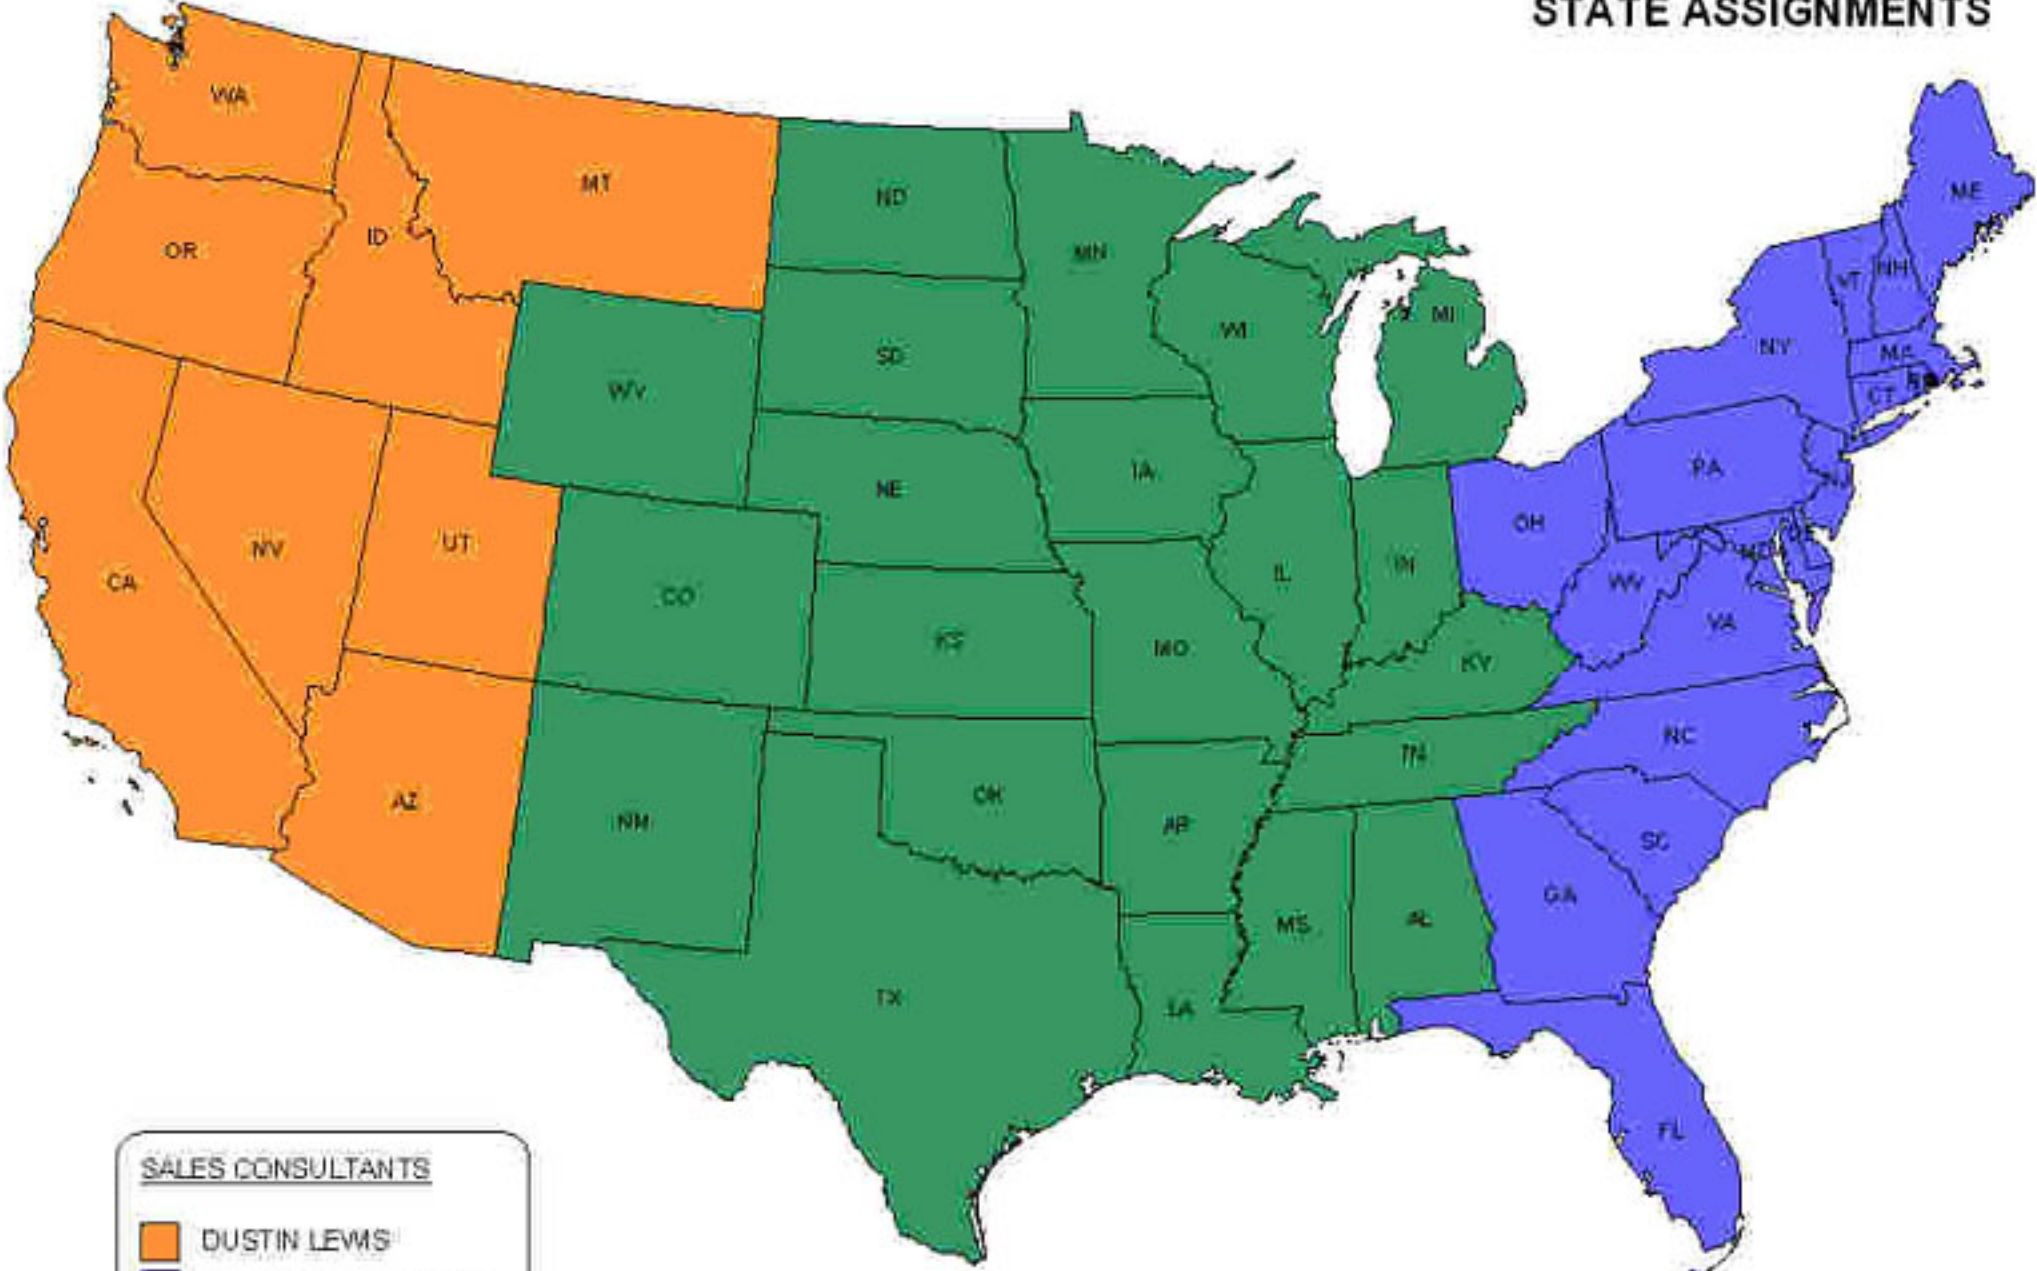 STATE ASSIGNMENTS
WA
MT
ND
ME
OR
ID
MN
VT
NH
WI
MI
NY
SD
MA
WY
CT
IA
PA
NE
NJ
OH
UT
NV
MD
DE
IN
IL
CA
WV
CO
VA
KS
MO
KY
NC
TN
AZ
OK
NM
AR
SC
GA
MS
AL
TX
LA
FL
SALES CONSULTANTS
DUSTIN LEWIS